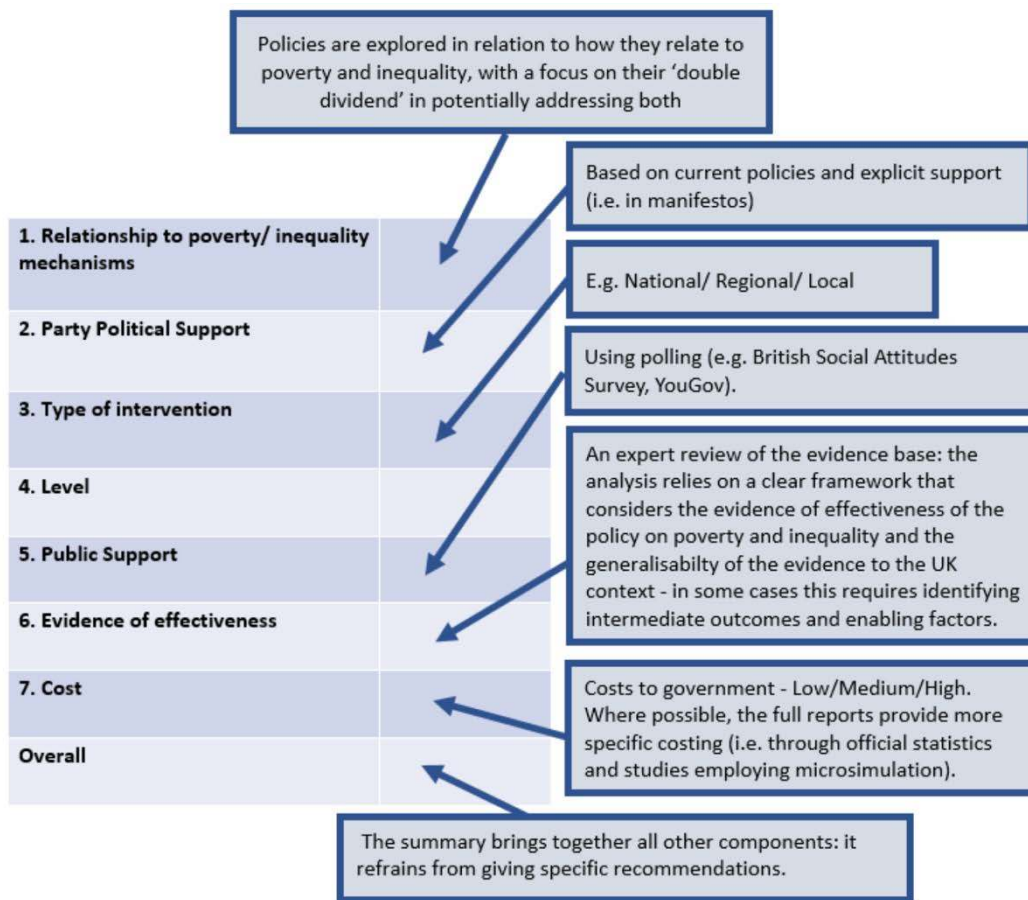 Policies are explored in relation to how they relate to
poverty and inequality, with a focus on their ‘double
dividend’ in potentially addressing both
Based on current policies and explicit support
(i.e. in manifestos)
1. Relationship to poverty/ inequality
mechanisms
E.g. National/ Regional/ Local
2. Party Political Support
Using polling (e.g. British Social Attitudes
Survey, YouGov).
3. Type of intervention
4. Level
5. Public Support
6. Evidence of effectiveness
An expert review of the evidence base: the
analysis relies on a clear framework that
considers the evidence of effectiveness of the
policy on poverty and inequality and the
generalisabilty of the evidence to the UK
context - in some cases this requires identifying
intermediate outcomes and enabling factors.
7. Cost
Costs to government - Low/Medium/High.
Where possible, the full reports provide more
specific costing (i.e. through official statistics
and studies employing microsimulation).
Overall
The summary brings together all other components: it
refrains from giving specific recommendations.